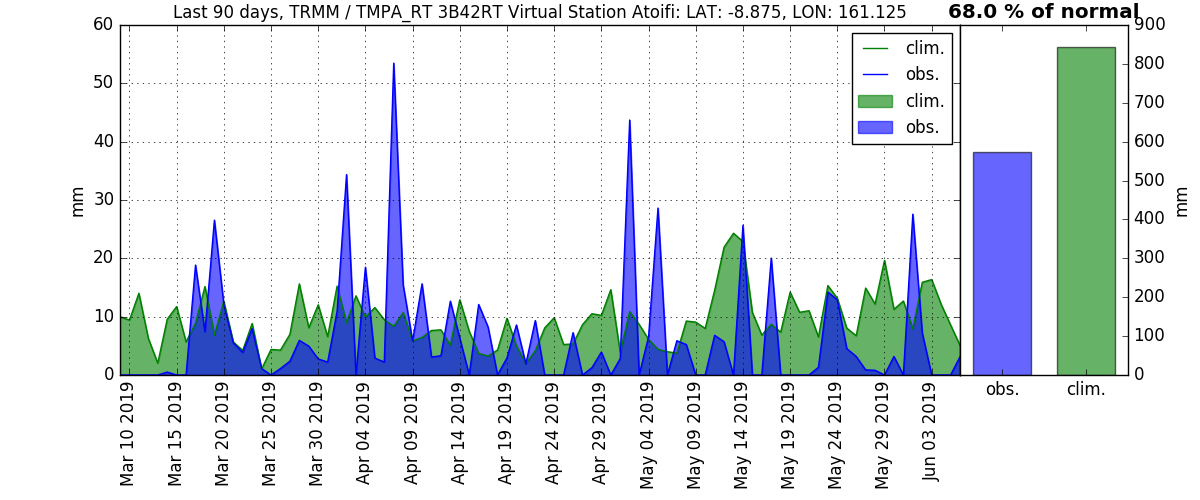 Last 90 days, TRMM / TMPA_RT 3B42RT Virtual Station Atoifi: LAT: -8.875, LON: 161.125
68.0 % of normal
60
50
40
30
20
10
0
mm
clim.
obs.
clim.
obs.
900
800
700
600
500
400
300
200
100
0
mm
obs.
clim.
Mar 10 2019
Mar 15 2019
Mar 20 2019
Mar 25 2019
Mar 30 2019
Apr 04 2019
Apr 09 2019
Apr 14 2019
Apr 19 2019
Apr 24 2019
Apr 29 2019
May 04 2019
May 09 2019
May 14 2019
May 19 2019
May 24 2019
May 29 2019
Jun 03 2019